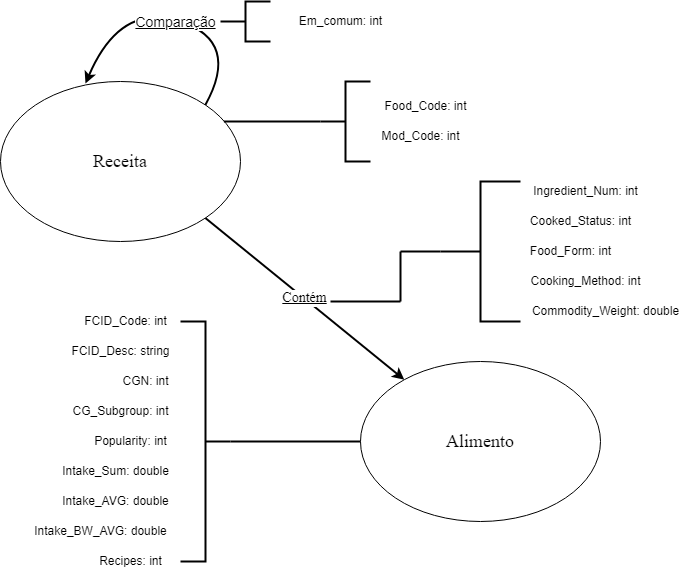 Comparação
Em_comum: int
Food_Code: int
Mod_Code: int
Receita
Ingredient_Num: int
Cooked_Status: int
Food_Form: int
Cooking_Method: int
Commodity_Weight: double
Contém
FCID_Code: int
FCID_Desc: string
CGN: int
CG_Subgroup: int
Popularity: int
Intake_Sum: double
Intake_AVG: double
Intake_BW_AVG: double
Recipes: int
Alimento